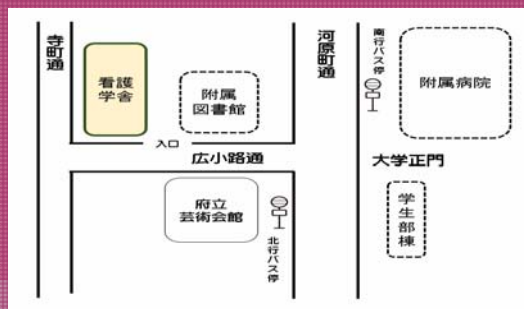 寺町通
看護
学舎
附属
図書館
入口
広小路通
府立
芸術会館
北行バス停
河原町通
南行バス停
附属病院
大学正門
学生部棟